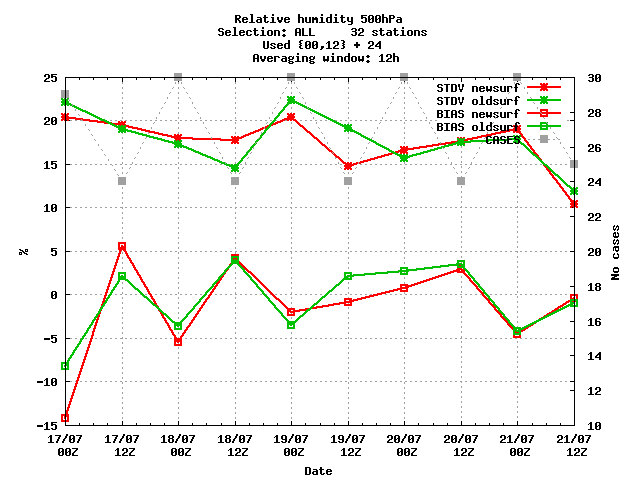 Relative humidity 500hPa
Selection: ALL     32 stations
Used {00,12} + 24
Averaging window: 12h
STDV newsurf
STDV oldsurf
BIAS newsurf
BIAS oldsurf
CASES
25
20
15
10
5
0
-5
-10
-15
%
30
28
26
24
22
20
18
16
14
12
10
No cases
17/07 17/07 18/07 18/07 19/07 19/07 20/07 20/07 21/07 21/07
00Z 12Z 00Z 12Z 00Z 12Z 00Z 12Z 00Z 12Z
Date